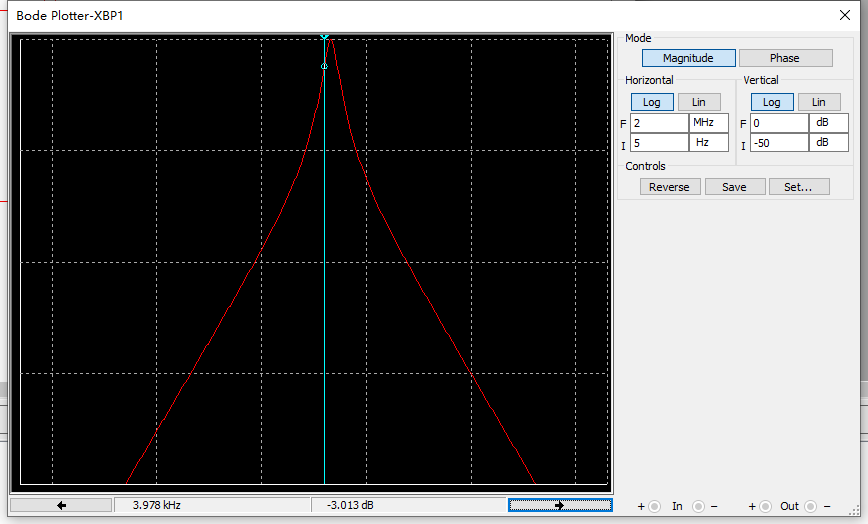 Bode Plotter-XBP1
Mode
Magnitude Phase
Horizontal Vertical
Log Lin Log Lin
F 2 MHz F 0 dB
I 5 Hz I -50 dB
Controls
Reverse Save Set...
3.978 kHz -3.013 dB + In − + Out −